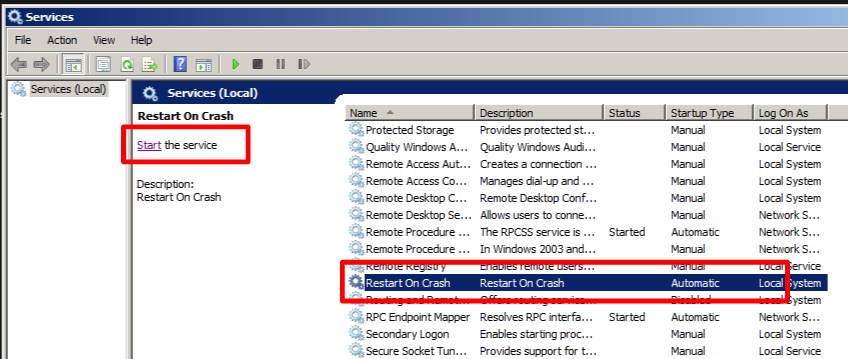 Services
File Action View Help
Services (Local)
Services (Local)
Restart On Crash
Start the service
Description:
Restart On Crash
Name Description Status Startup Type Log On As
Protected Storage Provides protected st... Manual Local System
Quality Windows A... Quality Windows Audi... Manual Local Service
Remote Access Aut... Creates a connection ... Manual Local System
Remote Access Co... Manages dial-up and ... Manual Local System
Remote Desktop C... Remote Desktop Conf... Manual Local System
Remote Desktop Se... Allows users to conne... Manual Network S...
Remote Procedure ... The RPCSS service is ... Started Automatic Network S...
Remote Procedure ... In Windows 2003 and... Manual Network S...
Remote Registry Enables remote users... Manual Local Service
Restart On Crash Restart On Crash Automatic Local System
Routing and Remot... Offers routing service... Disabled Local System
RPC Endpoint Mapper Resolves RPC interfa... Started Automatic Network S...
Secondary Logon Enables starting proc... Manual Local System
Secure Socket Tun... Provides support for t... Manual Local Service